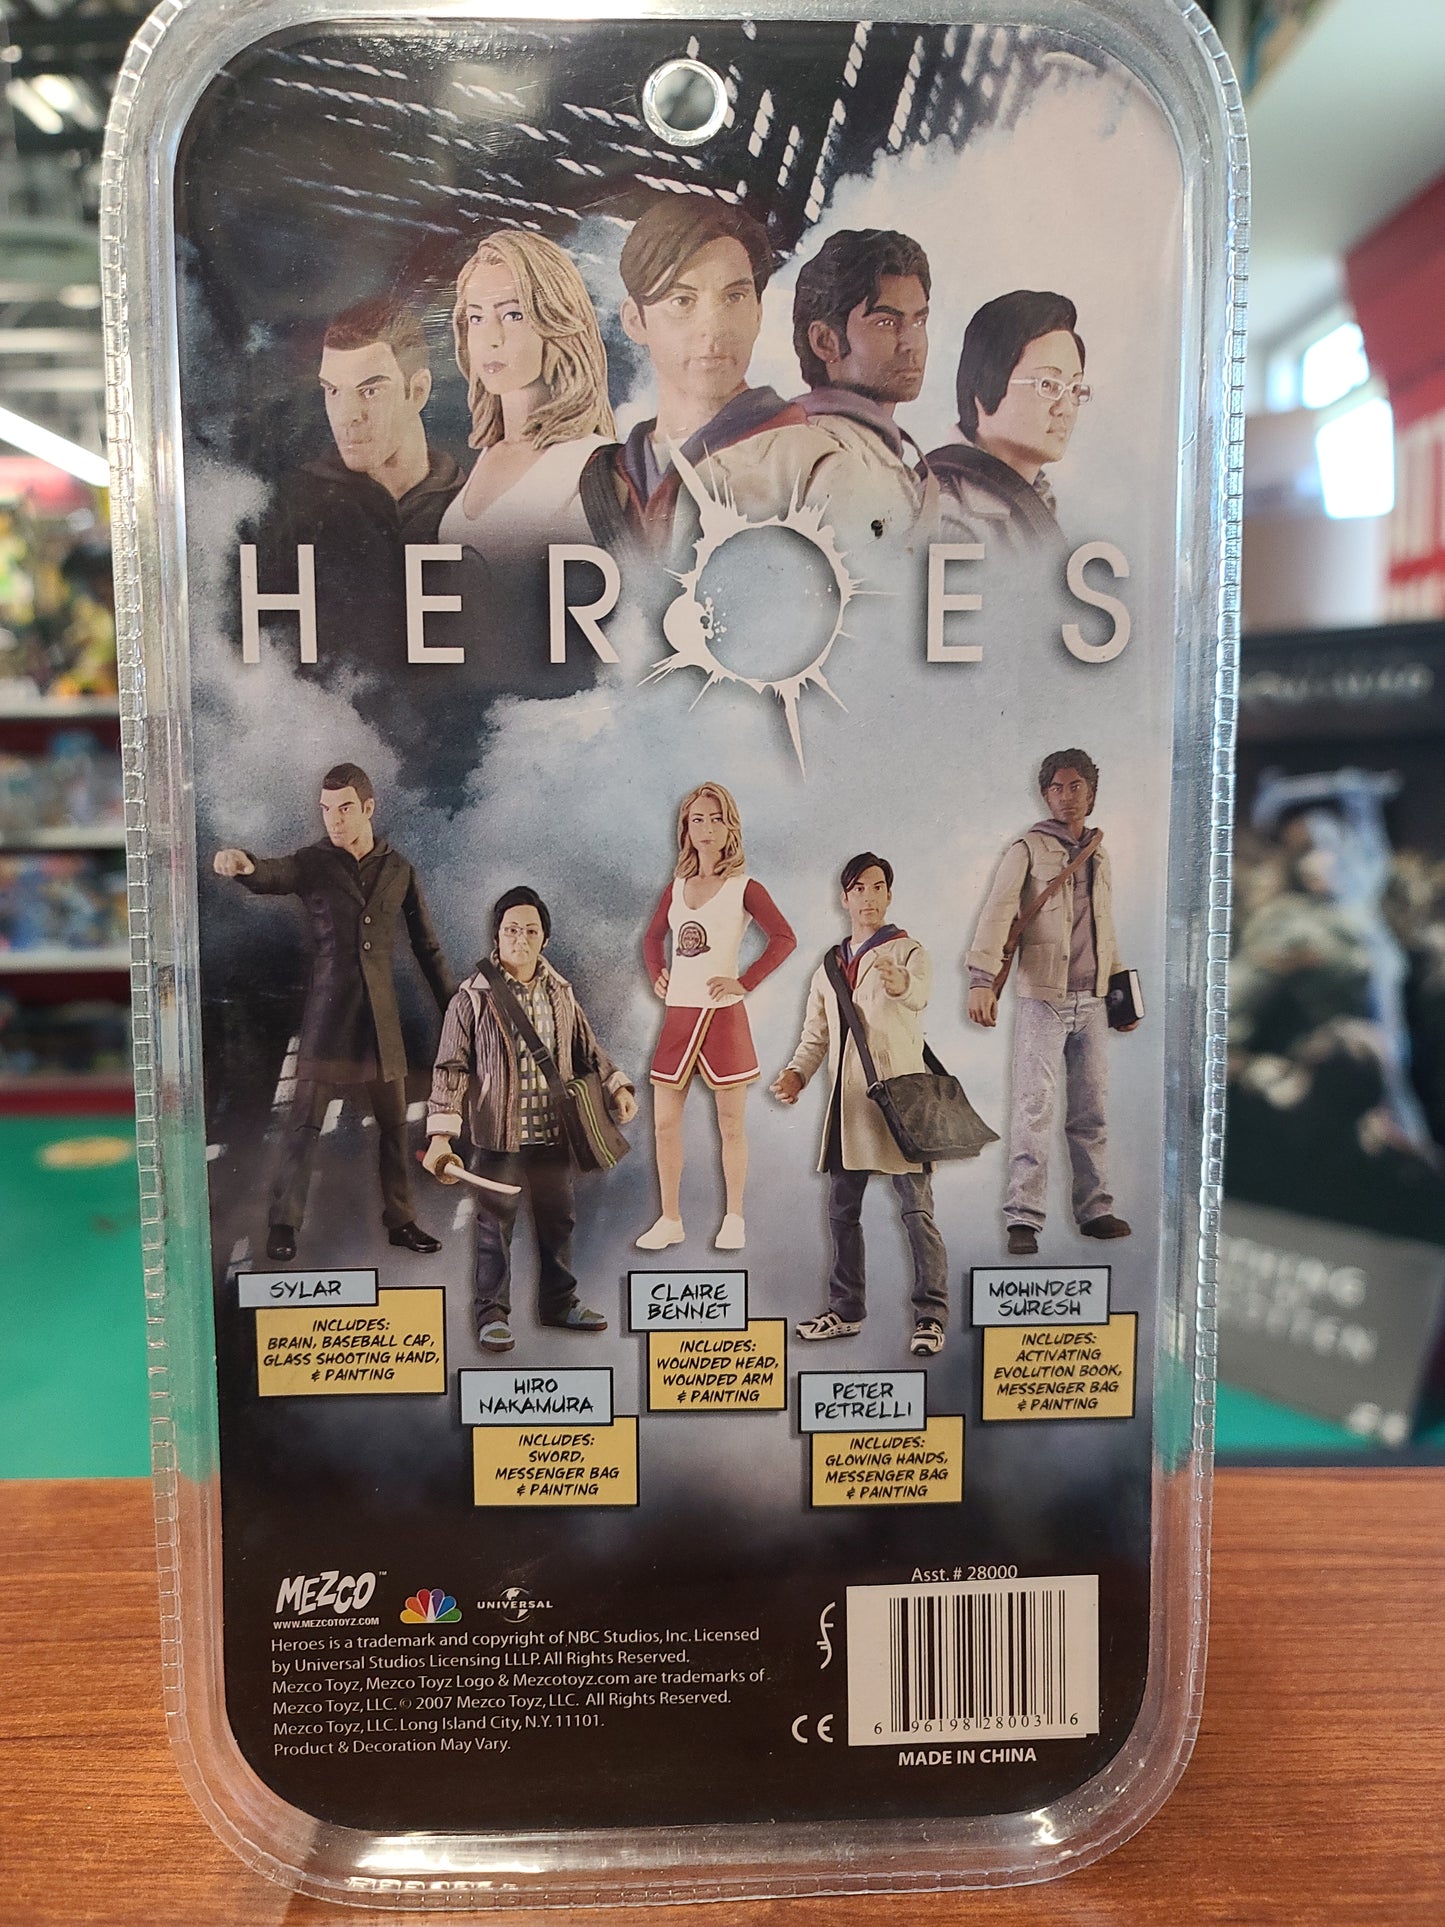 HEROES
SYLAR
INCLUDES:
BRAIN, BASEBALL CAP,
GLASS SHOOTING HAND,
& PAINTING
HIRO
NAKAMURA
INCLUDES:
SWORD,
MESSENGER BAG
& PAINTING
CLAIRE
BENNET
INCLUDES:
WOUNDED HEAD,
WOUNDED ARM
& PAINTING
PETER
PETRELLI
INCLUDES:
GLOWING HANDS,
MESSENGER BAG
& PAINTING
MOHINDER
SURESH
INCLUDES:
ACTIVATING
EVOLUTION BOOK,
MESSENGER BAG
& PAINTING
MEZCO™
WWW.MEZCOTOYZ.COM
UNIVERSAL
Heroes is a trademark and copyright of NBC Studios, Inc. Licensed
by Universal Studios Licensing LLLP. All Rights Reserved.
Mezco Toyz, Mezco Toyz Logo & Mezcotoyz.com are trademarks of
Mezco Toyz, LLC. © 2007 Mezco Toyz, LLC. All Rights Reserved.
Mezco Toyz, LLC. Long Island City, N.Y. 11101.
Product & Decoration May Vary.
Asst. # 28000
CE
6 96198 28003 6
MADE IN CHINA